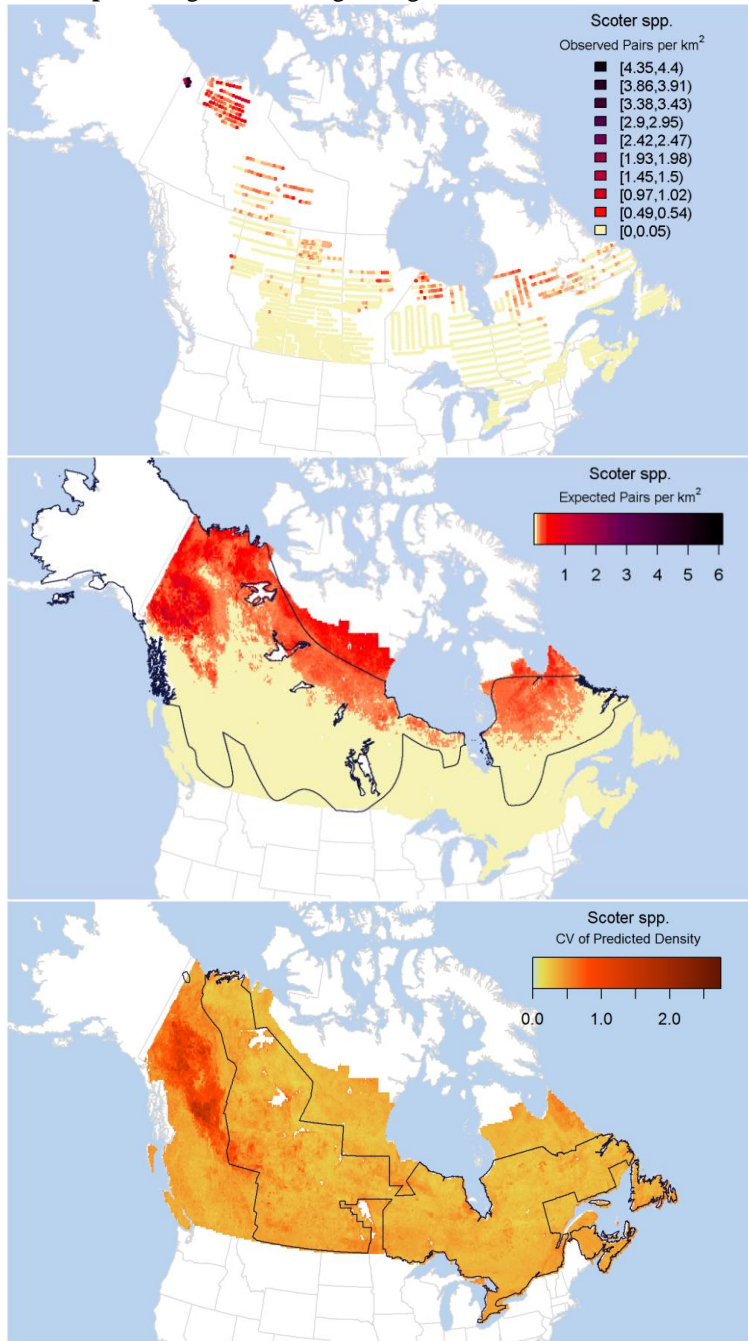 Scoter spp.
Observed Pairs per km²
[4.35,4.4)
[3.86,3.91)
[3.38,3.43)
[2.9,2.95)
[2.42,2.47)
[1.93,1.98)
[1.45,1.5)
[0.97,1.02)
[0.49,0.54)
[0,0.05)
Scoter spp.
Expected Pairs per km²
1 2 3 4 5 6
Scoter spp.
CV of Predicted Density
0.0 1.0 2.0